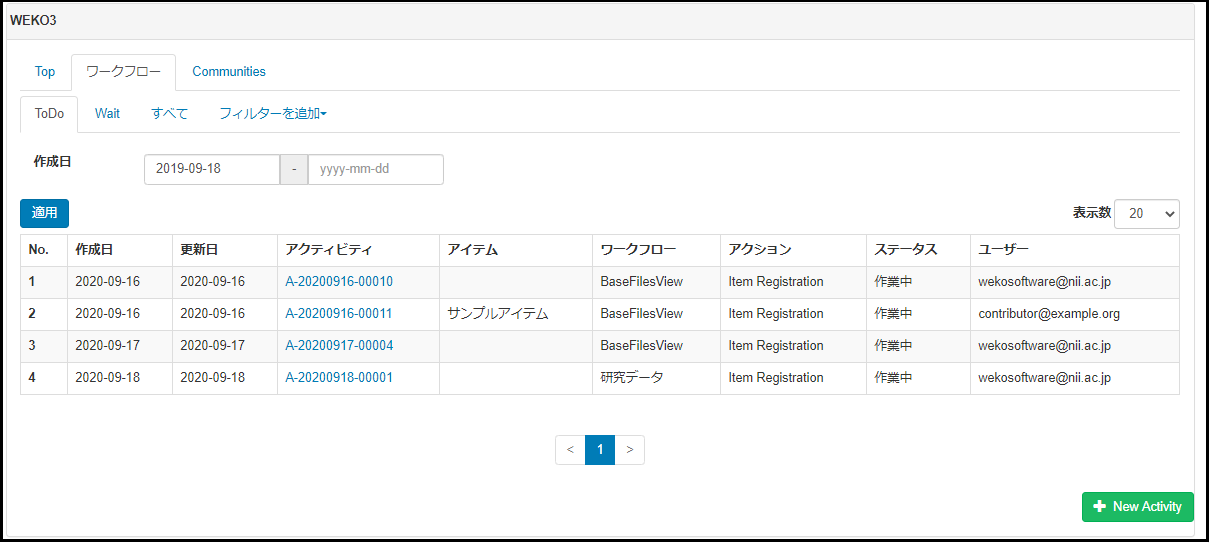 WEKO3
Top ワークフロー Communities
ToDo Wait すべて フィルターを追加
作成日 2019-09-18 - yyyy-mm-dd
適用 表示数 20
No. 作成日 更新日 アクティビティ アイテム ワークフロー アクション ステータス ユーザー
1 2020-09-16 2020-09-16 A-20200916-00010 BaseFilesView Item Registration 作業中 wekosoftware@nii.ac.jp
2 2020-09-16 2020-09-16 A-20200916-00011 サンプルアイテム BaseFilesView Item Registration 作業中 contributor@example.org
3 2020-09-17 2020-09-17 A-20200917-00004 BaseFilesView Item Registration 作業中 wekosoftware@nii.ac.jp
4 2020-09-18 2020-09-18 A-20200918-00001 研究データ Item Registration 作業中 wekosoftware@nii.ac.jp
< 1 >
New Activity